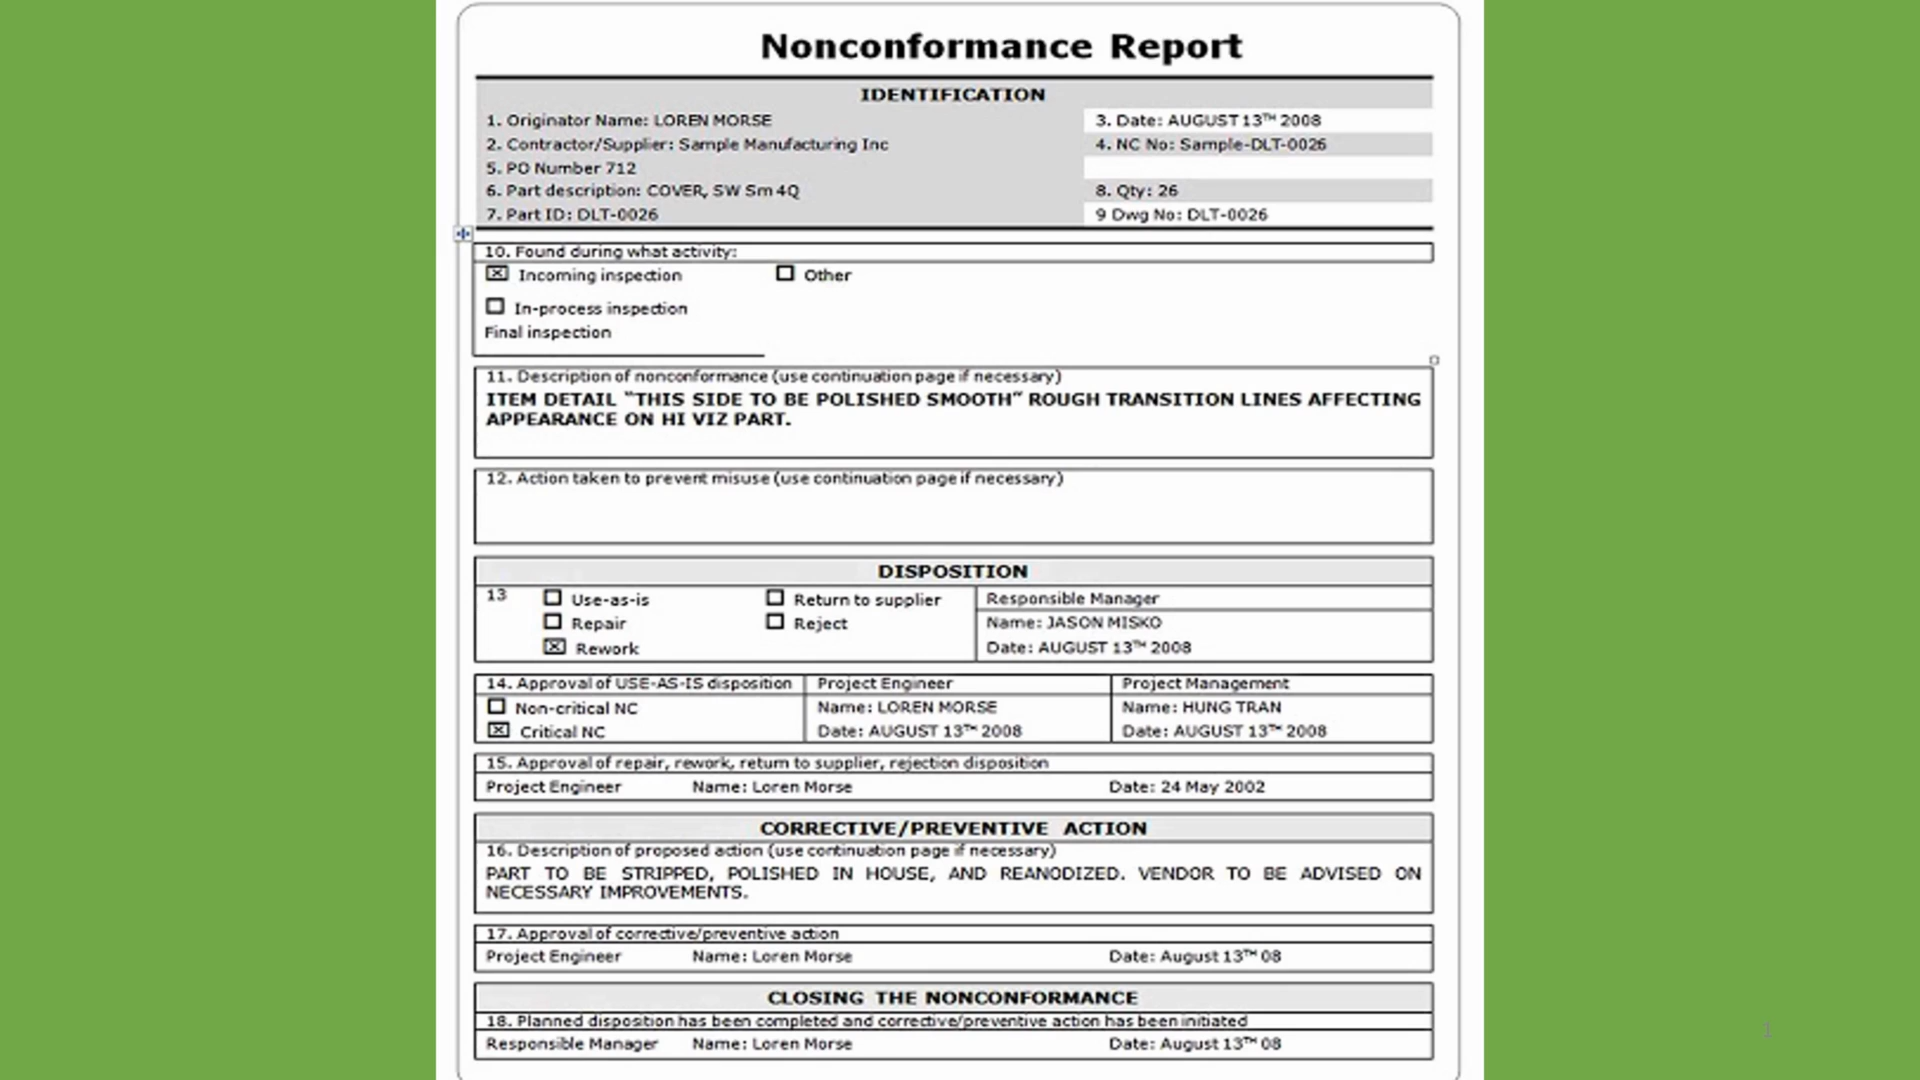 Nonconformance Report
IDENTIFICATION
1. Originator Name: LOREN MORSE
3. Date: AUGUST 13TH 2008
2. Contractor/Supplier: Sample Manufacturing Inc
4. NC No: Sample-DLT-0026
5. PO Number 712
6. Part description: COVER, SW Sm 4Q
8. Qty: 26
7. Part ID: DLT-0026
9 Dwg No: DLT-0026
10. Found during what activity:
☒ Incoming inspection ☐ Other
☐ In-process inspection
Final inspection
11. Description of nonconformance (use continuation page if necessary)
ITEM DETAIL “THIS SIDE TO BE POLISHED SMOOTH” ROUGH TRANSITION LINES AFFECTING
APPEARANCE ON HI VIZ PART.
12. Action taken to prevent misuse (use continuation page if necessary)
DISPOSITION
13 ☐ Use-as-is ☐ Return to supplier Responsible Manager
☐ Repair ☐ Reject Name: JASON MISKO
☒ Rework Date: AUGUST 13TH 2008
14. Approval of USE-AS-IS disposition Project Engineer Project Management
☐ Non-critical NC Name: LOREN MORSE Name: HUNG TRAN
☒ Critical NC Date: AUGUST 13TH 2008 Date: AUGUST 13TH 2008
15. Approval of repair, rework, return to supplier, rejection disposition
Project Engineer Name: Loren Morse Date: 24 May 2002
CORRECTIVE/PREVENTIVE ACTION
16. Description of proposed action (use continuation page if necessary)
PART TO BE STRIPPED, POLISHED IN HOUSE, AND REANODIZED. VENDOR TO BE ADVISED ON
NECESSARY IMPROVEMENTS.
17. Approval of corrective/preventive action
Project Engineer Name: Loren Morse Date: August 13TH 08
CLOSING THE NONCONFORMANCE
18. Planned disposition has been completed and corrective/preventive action has been initiated
Responsible Manager Name: Loren Morse Date: August 13TH 08
1